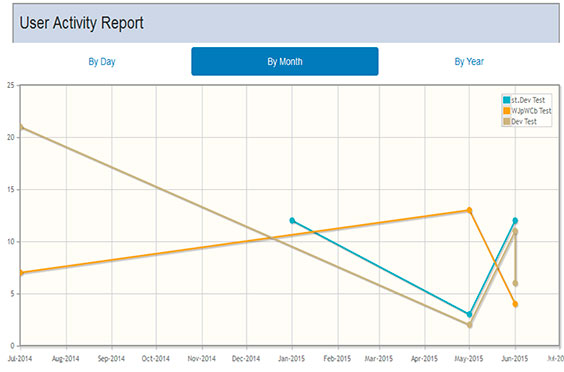 User Activity Report
By Day By Month By Year
25
st.Dev Test
WJpWCb Test
Dev Test
20
15
10
5
0
Jul-2014 Aug-2014 Sep-2014 Oct-2014 Nov-2014 Dec-2014 Jan-2015 Feb-2015 Mar-2015 Apr-2015 May-2015 Jun-2015 Jul-20